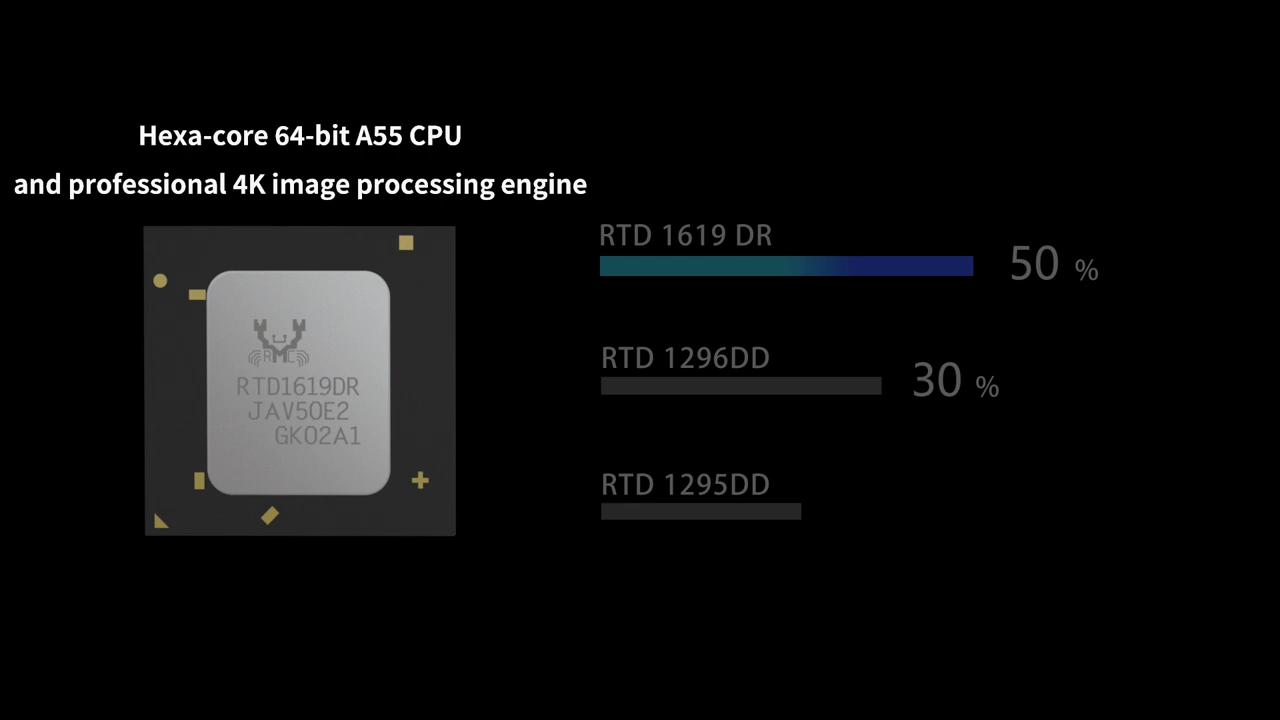 Hexa-core 64-bit A55 CPU
and professional 4K image processing engine
RTD 1619 DR
50 %
RTD 1296DD
30 %
RTD 1295DD
RMC
RTD1619DR
JAV50E2
GK02A1